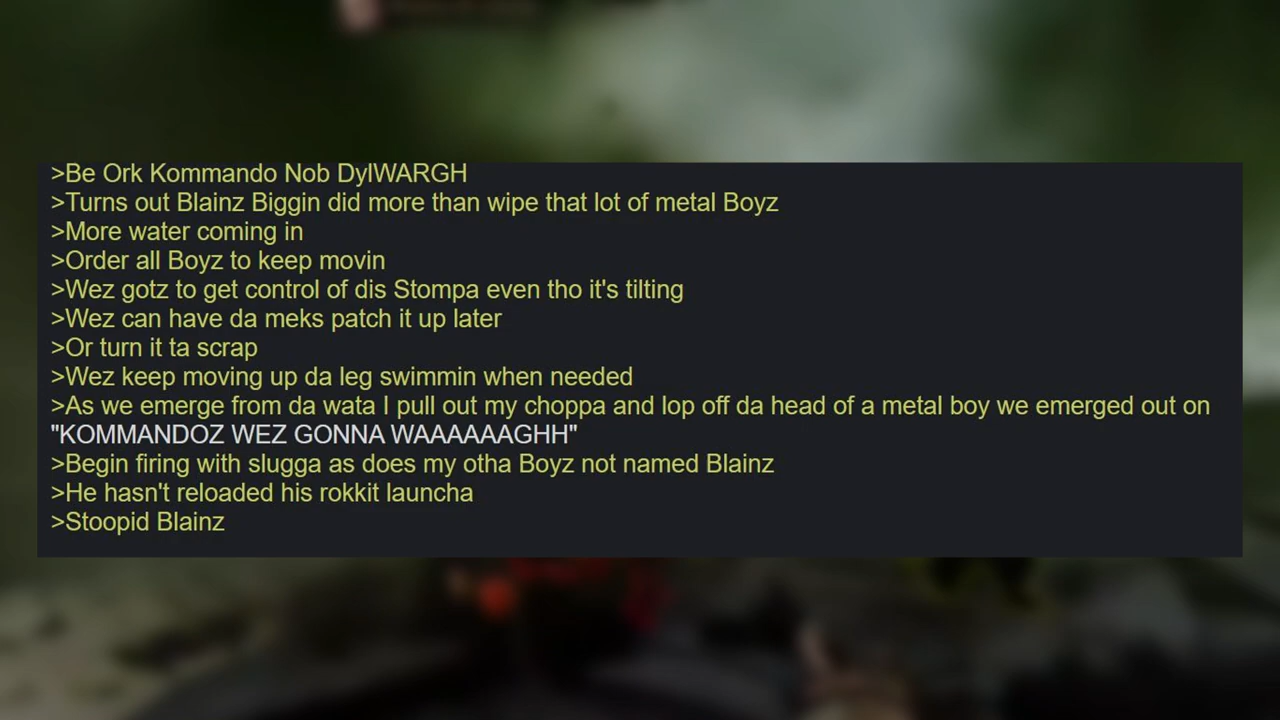 >Be Ork Kommando Nob DylWARGH
>Turns out Blainz Biggin did more than wipe that lot of metal Boyz
>More water coming in
>Order all Boyz to keep movin
>Wez gotz to get control of dis Stompa even tho it's tilting
>Wez can have da meks patch it up later
>Or turn it ta scrap
>Wez keep moving up da leg swimmin when needed
>As we emerge from da wata I pull out my choppa and lop off da head of a metal boy we emerged out on
"KOMMANDOZ WEZ GONNA WAAAAAAGHH"
>Begin firing with slugga as does my otha Boyz not named Blainz
>He hasn't reloaded his rokkit launcha
>Stoopid Blainz